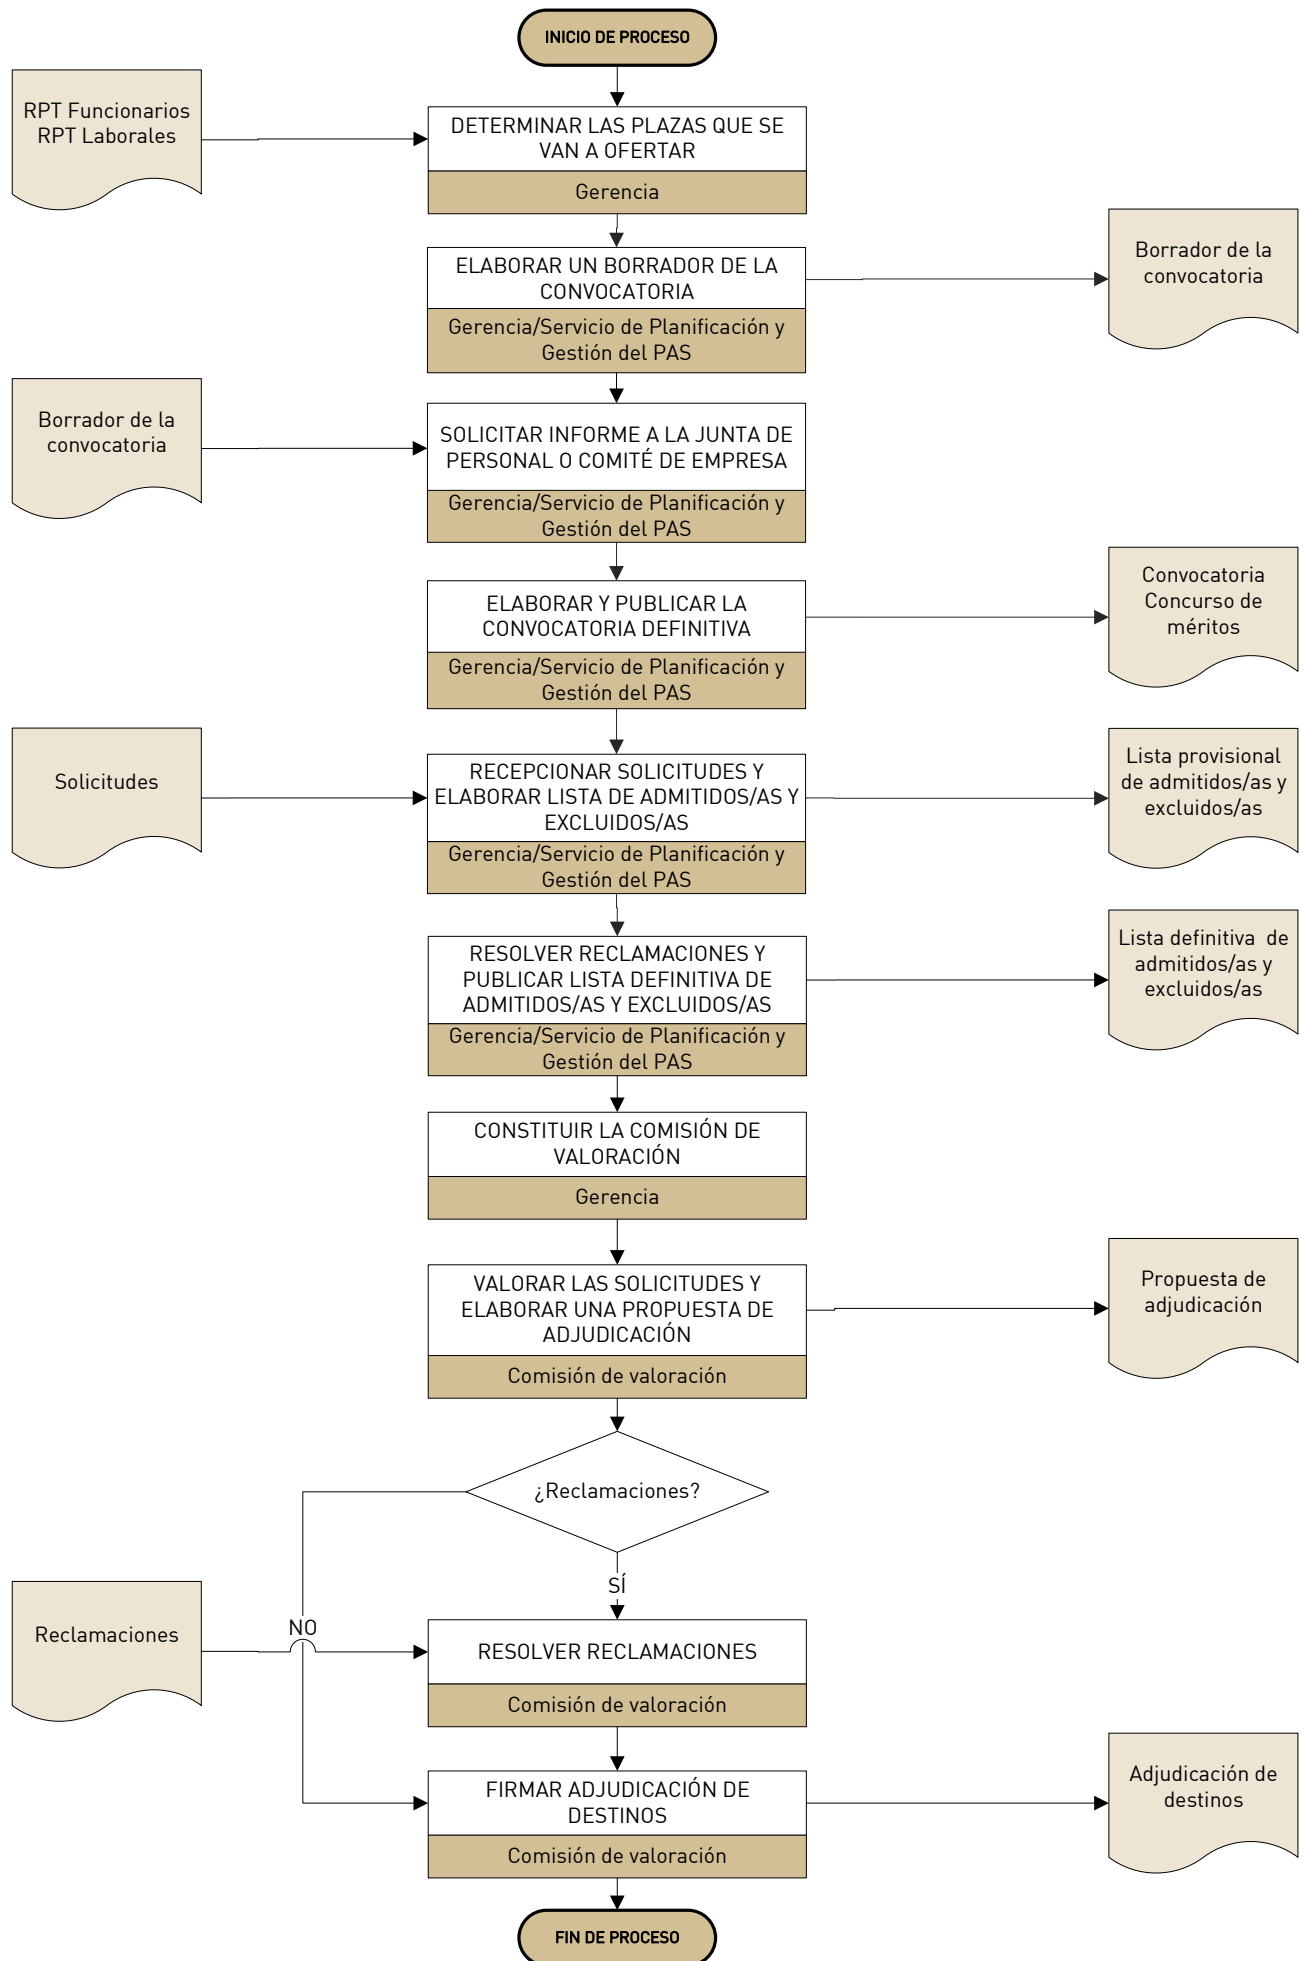 INICIO DE PROCESO
RPT Funcionarios
RPT Laborales
DETERMINAR LAS PLAZAS QUE SE
VAN A OFERTAR
Gerencia
ELABORAR UN BORRADOR DE LA
CONVOCATORIA
Gerencia/Servicio de Planificación y
Gestión del PAS
Borrador de la
convocatoria
Borrador de la
convocatoria
SOLICITAR INFORME A LA JUNTA DE
PERSONAL O COMITÉ DE EMPRESA
Gerencia/Servicio de Planificación y
Gestión del PAS
ELABORAR Y PUBLICAR LA
CONVOCATORIA DEFINITIVA
Gerencia/Servicio de Planificación y
Gestión del PAS
Convocatoria
Concurso de
méritos
Solicitudes
RECEPCIONAR SOLICITUDES Y
ELABORAR LISTA DE ADMITIDOS/AS Y
EXCLUIDOS/AS
Gerencia/Servicio de Planificación y
Gestión del PAS
Lista provisional
de admitidos/as y
excluidos/as
RESOLVER RECLAMACIONES Y
PUBLICAR LISTA DEFINITIVA DE
ADMITIDOS/AS Y EXCLUIDOS/AS
Gerencia/Servicio de Planificación y
Gestión del PAS
Lista definitiva de
admitidos/as y
excluidos/as
CONSTITUIR LA COMISIÓN DE
VALORACIÓN
Gerencia
VALORAR LAS SOLICITUDES Y
ELABORAR UNA PROPUESTA DE
ADJUDICACIÓN
Comisión de valoración
Propuesta de
adjudicación
¿Reclamaciones?
SÍ
NO
Reclamaciones
RESOLVER RECLAMACIONES
Comisión de valoración
FIRMAR ADJUDICACIÓN DE
DESTINOS
Comisión de valoración
Adjudicación de
destinos
FIN DE PROCESO